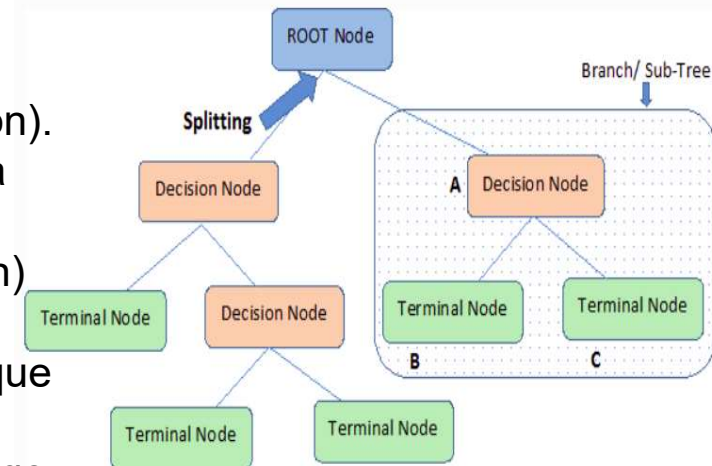 ROOT Node
Branch/ Sub-Tree
on).
Splitting
a
Decision Node
A Decision Node
n)
Terminal Node
Decision Node
Terminal Node
Terminal Node
B
C
que
Terminal Node
Terminal Node